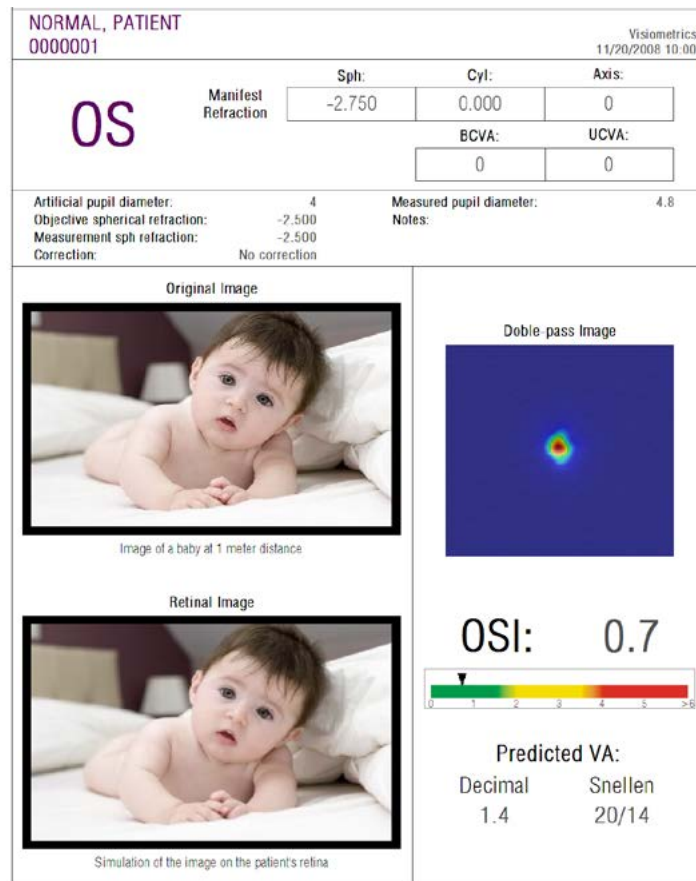 NORMAL, PATIENT
0000001
Visiometrics
11/20/2008 10:00
OS
Manifest
Refraction
Sph: Cyl: Axis:
-2.750 0.000 0
BCVA: UCVA:
0 0
Artificial pupil diameter: 4 Measured pupil diameter: 4.8
Objective spherical refraction: -2.500 Notes:
Measurement sph refraction: -2.500
Correction: No correction
Original Image
Image of a baby at 1 meter distance
Doble-pass Image
Retinal Image
Simulation of the image on the patient's retina
OSI: 0.7
0 1 2 3 4 5 >6
Predicted VA:
Decimal Snellen
1.4 20/14